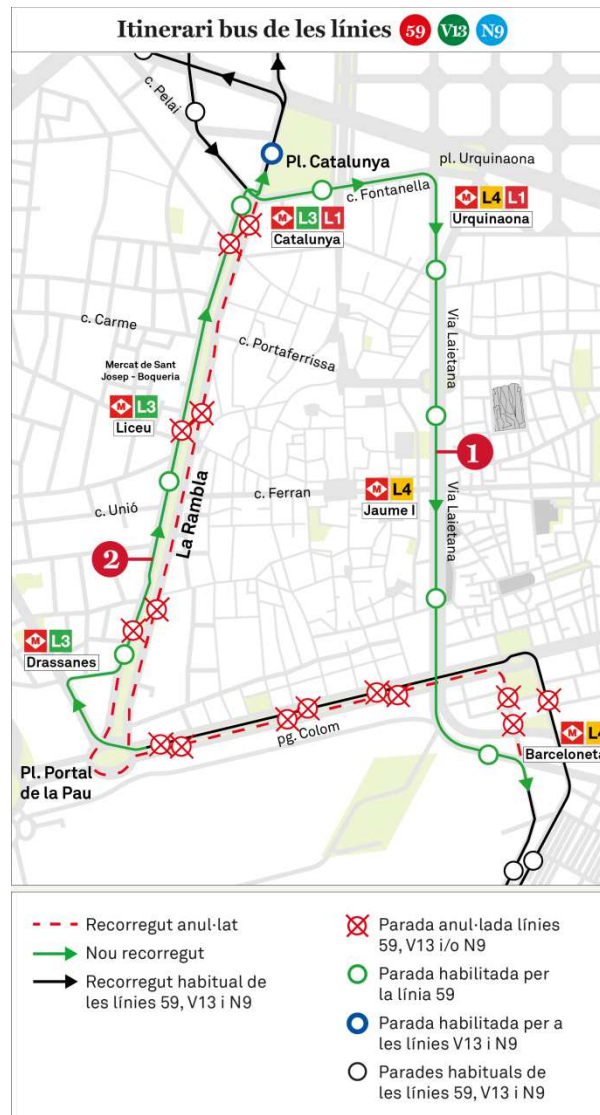 Itinerari bus de les línies 59 V13 N9
c. Pelai
Pl. Catalunya
pl. Urquinaona
c. Fontanella
M L3 L1
Catalunya
M L4 L1
Urquinaona
Via Laietana
c. Carme
c. Portaferrissa
Mercat de Sant
Josep - Boqueria
M L3
Liceu
La Rambla
1
c. Unió
c. Ferran
M L4
Jaume I
Via Laietana
2
M L3
Drassanes
pg. Colom
Pl. Portal
de la Pau
M L4
Barceloneta
Recorregut anul·lat
Nou recorregut
Recorregut habitual de
les línies 59, V13 i N9
Parada anul·lada línies
59, V13 i/o N9
Parada habilitada per
la línia 59
Parada habilitada per a
les línies V13 i N9
Parades habituals de
les línies 59, V13 i N9